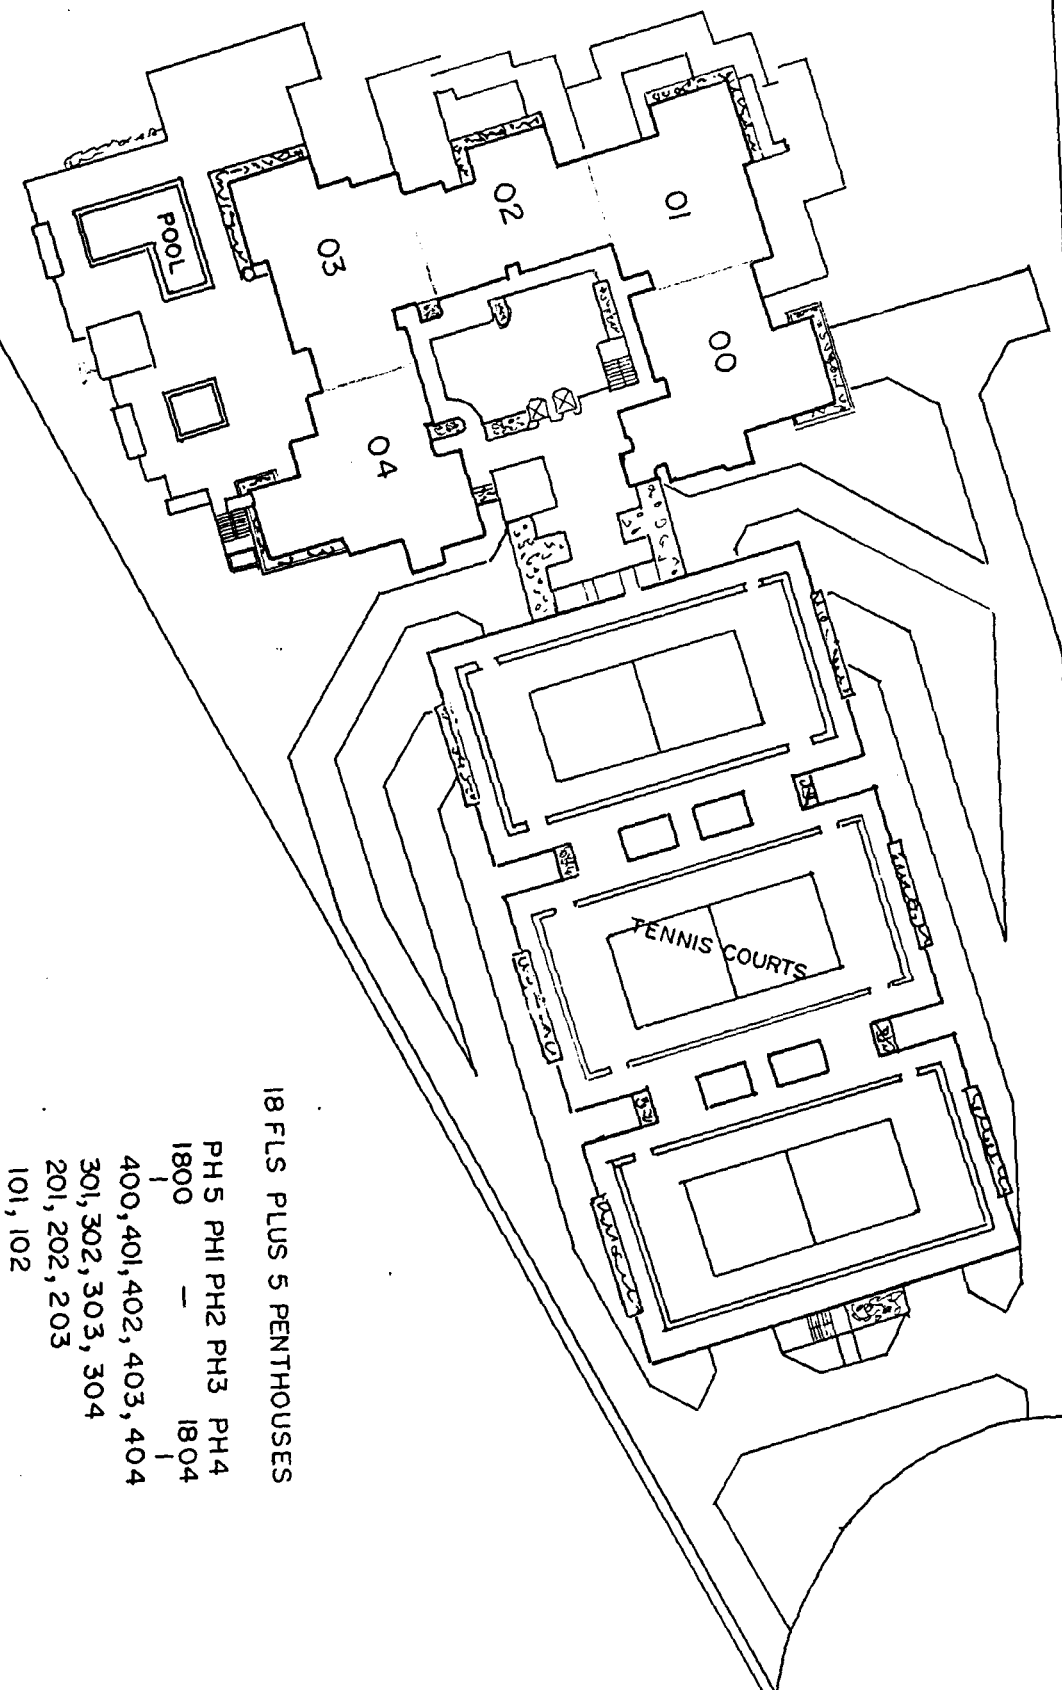 00
01
02
03
04
POOL
TENNIS COURTS
18 FLS PLUS 5 PENTHOUSES
PH5 PH1 PH2 PH3 PH4
1800 — 1804
400, 401, 402, 403, 404
301, 302, 303, 304
201, 202, 203
101, 102